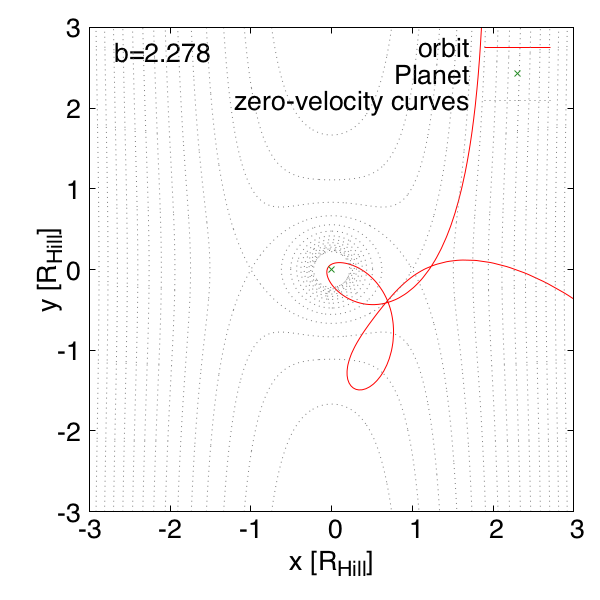 b=2.278
orbit
Planet
zero-velocity curves
3
2
1
0
-1
-2
-3
y [R_Hill]
-3
-2
-1
0
1
2
3
x [R_Hill]